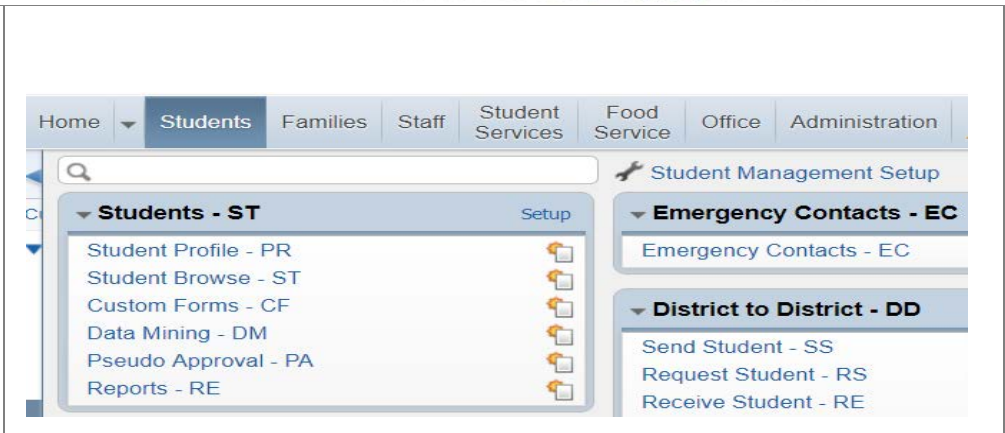 Home Students Families Staff Student Services Food Service Office Administration
Student Management Setup
Students - ST Setup
Student Profile - PR
Student Browse - ST
Custom Forms - CF
Data Mining - DM
Pseudo Approval - PA
Reports - RE
Emergency Contacts - EC
Emergency Contacts - EC
District to District - DD
Send Student - SS
Request Student - RS
Receive Student - RE